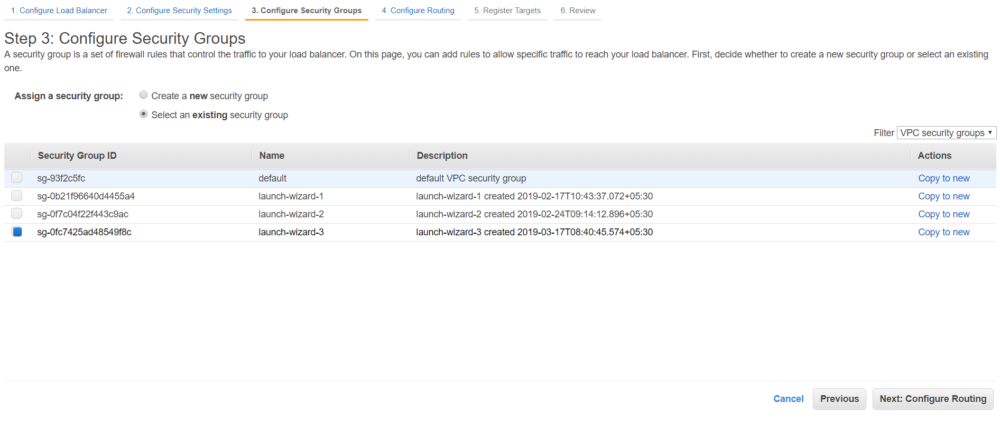 1. Configure Load Balancer 2. Configure Security Settings 3. Configure Security Groups 4. Configure Routing 5. Register Targets 6. Review
Step 3: Configure Security Groups
A security group is a set of firewall rules that control the traffic to your load balancer. On this page, you can add rules to allow specific traffic to reach your load balancer. First, decide whether to create a new security group or select an existing
one.
Assign a security group: Create a new security group
Select an existing security group
Filter VPC security groups
Security Group ID Name Description Actions
sg-93f2c5fc default default VPC security group Copy to new
sg-0b21f96640d4455a4 launch-wizard-1 launch-wizard-1 created 2019-02-17T10:43:37.072+05:30 Copy to new
sg-0f7c04f22f443c9ac launch-wizard-2 launch-wizard-2 created 2019-02-24T09:14:12.896+05:30 Copy to new
sg-0fc7425ad48549f8c launch-wizard-3 launch-wizard-3 created 2019-03-17T08:40:45.574+05:30 Copy to new
Cancel Previous Next: Configure Routing